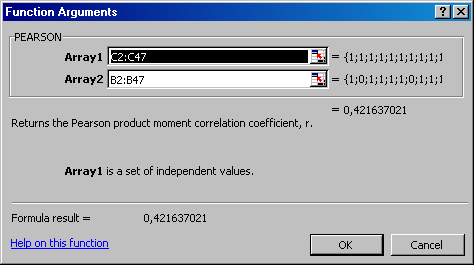 Function Arguments
PEARSON
Array1 C2:C47 = {1;1;1;1;1;1;1;1;1;1
Array2 B2:B47 = {1;0;1;1;1;1;0;1;1;1
= 0,421637021
Returns the Pearson product moment correlation coefficient, r.
Array1 is a set of independent values.
Formula result = 0,421637021
Help on this function OK Cancel